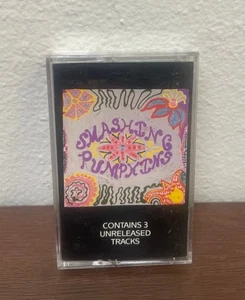 SMASHING
PUMPKINS
CONTAINS 3
UNRELEASED
TRACKS